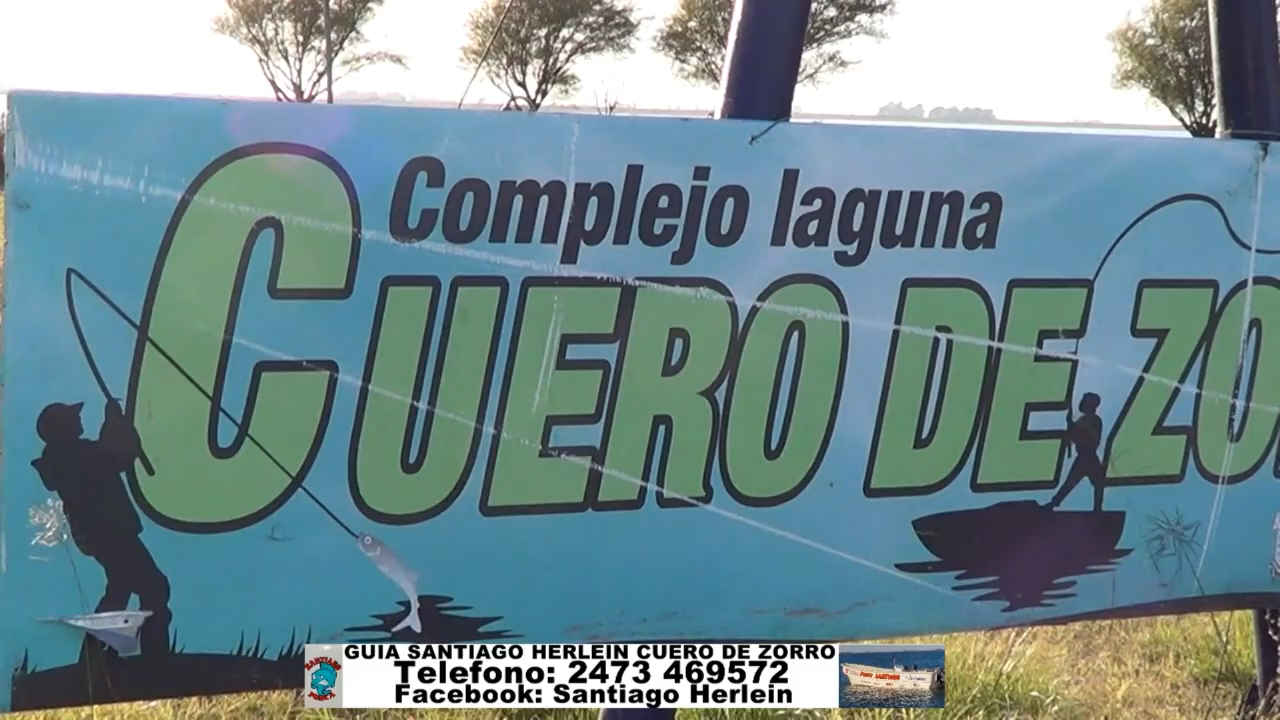 Complejo laguna
CUERO DE ZO
GUIA SANTIAGO HERLEIN CUERO DE ZORRO
Telefono: 2473 469572
Facebook: Santiago Herlein